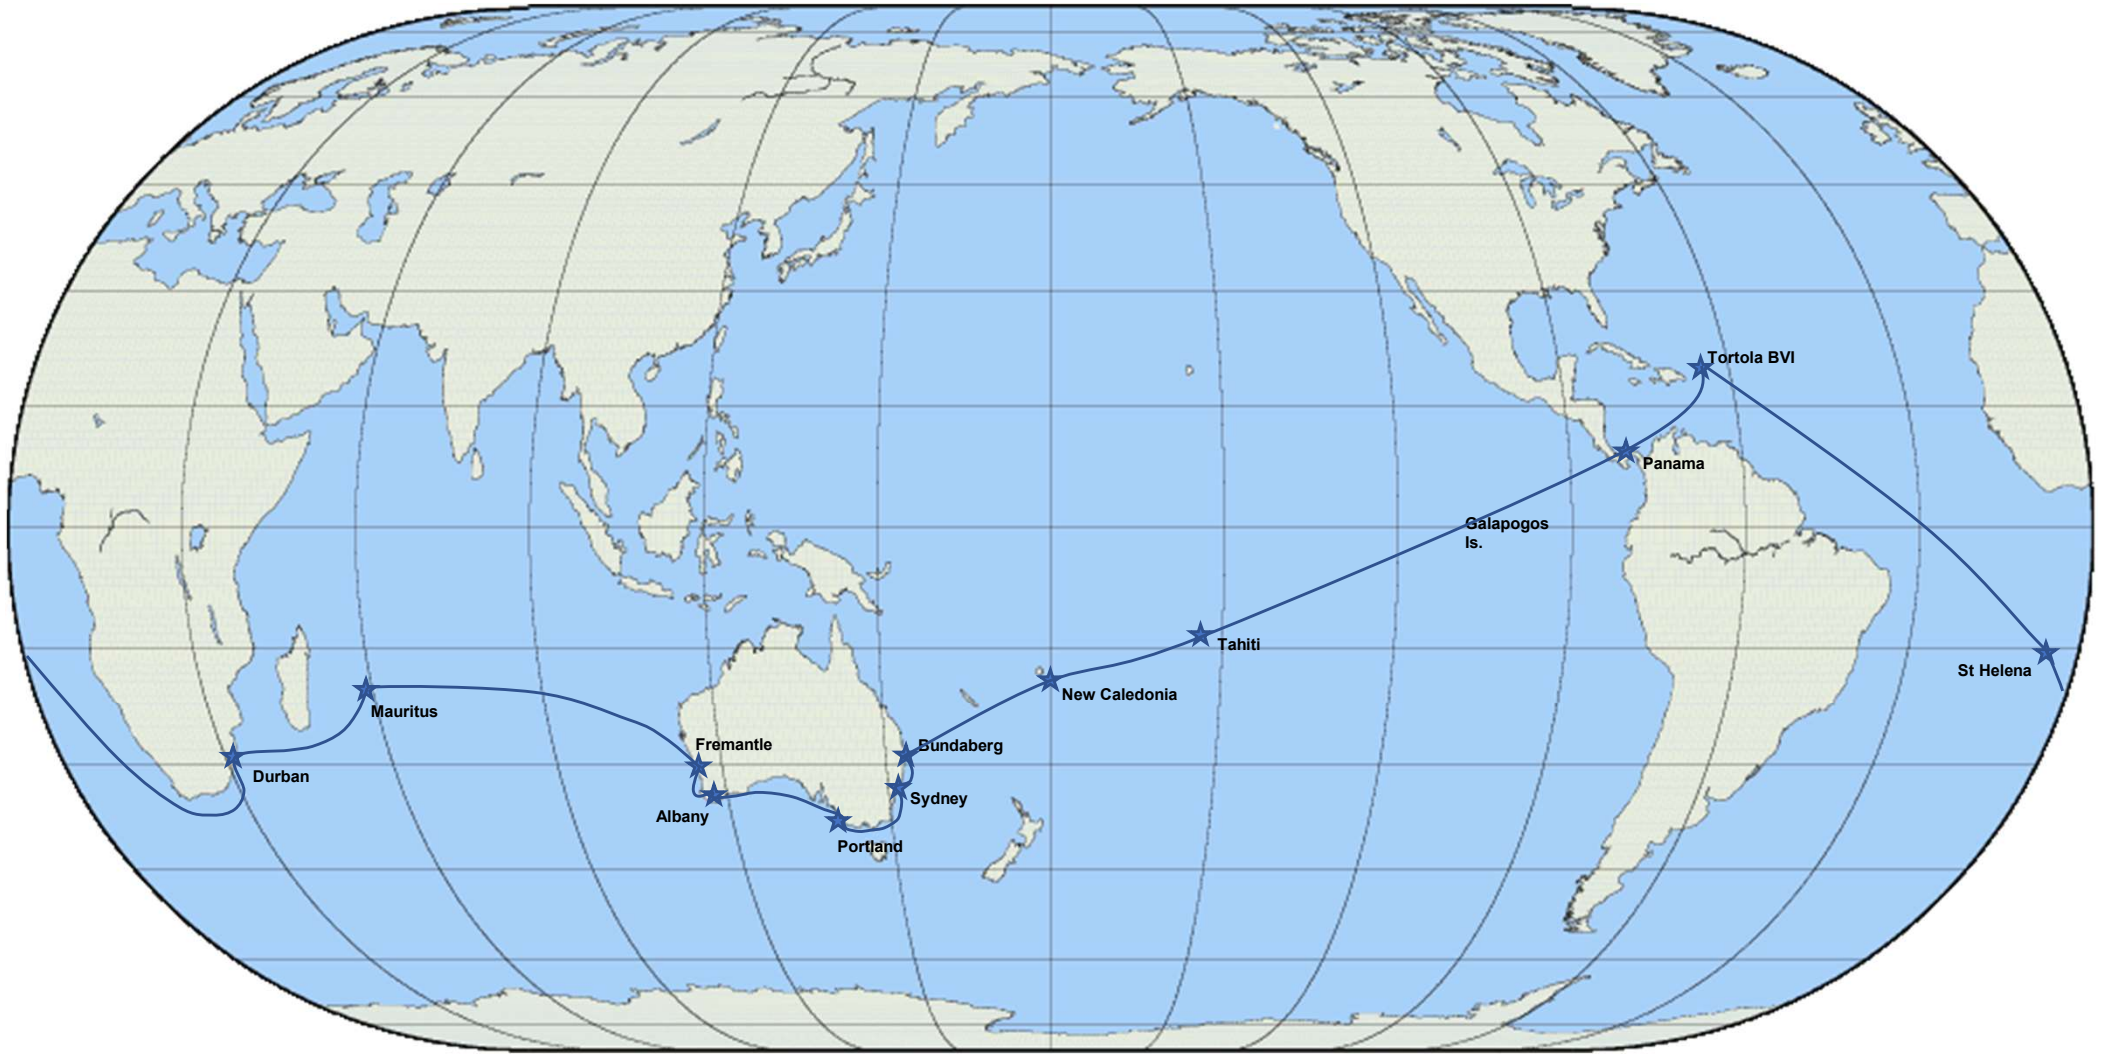 Tortola BVI
Panama
Galapogos
Is.
Tahiti
St Helena
New Caledonia
Mauritus
Fremantle
Bundaberg
Durban
Sydney
Albany
Portland